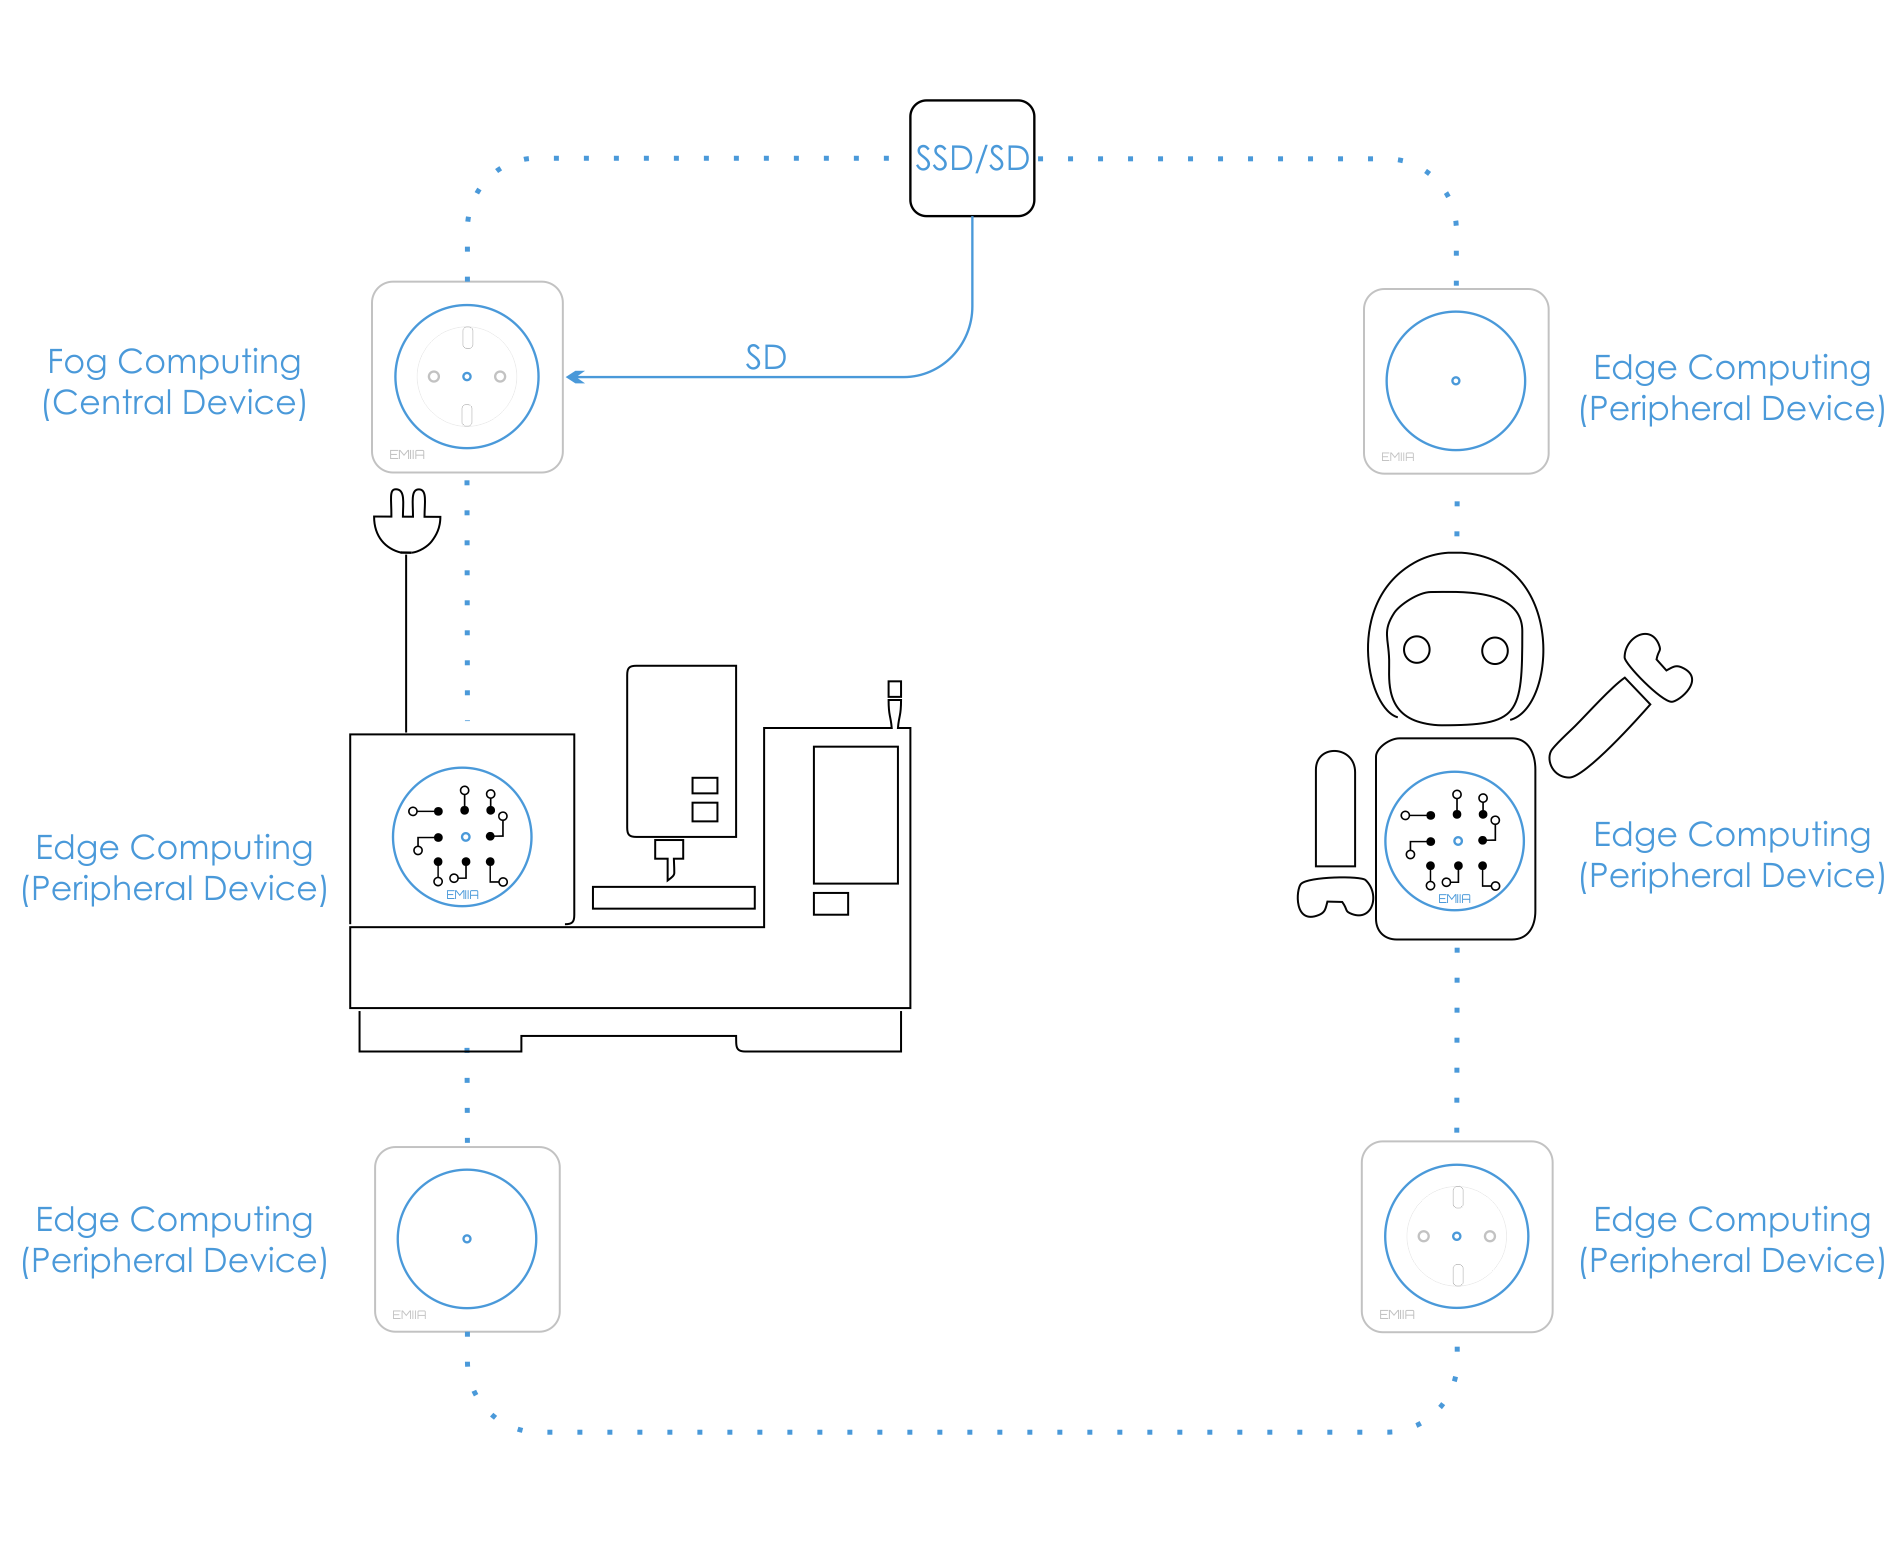 SSD/SD
SD
Fog Computing
(Central Device)
EMIIA
Edge Computing
(Peripheral Device)
EMIIA
Edge Computing
(Peripheral Device)
EMIIA
Edge Computing
(Peripheral Device)
EMIIA
Edge Computing
(Peripheral Device)
EMIIA
Edge Computing
(Peripheral Device)
EMIIA